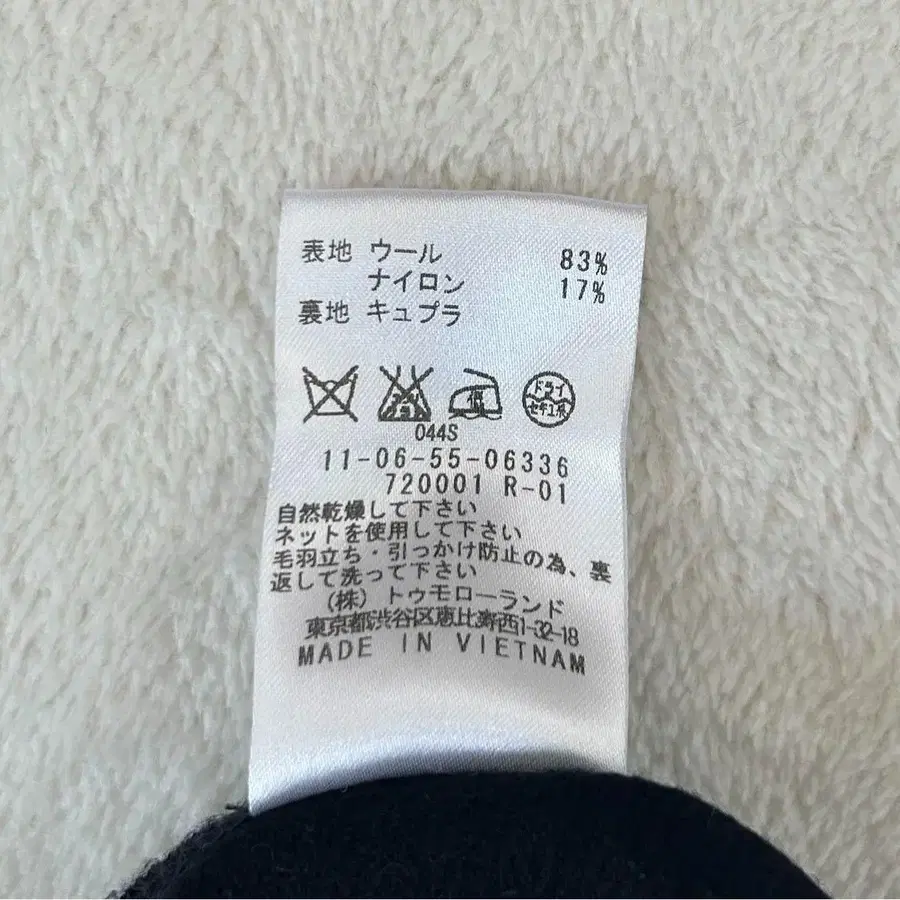 表地 ウール 83%
ナイロン 17%
裏地 キュプラ
低
ドライ
セキユ系
044S
11-06-55-06336
720001 R-01
自然乾燥して下さい
ネットを使用して下さい
毛羽立ち・引っかけ防止の為、裏
返して洗って下さい
(株) トゥモローランド
東京都渋谷区恵比寿西1-32-18
MADE IN VIETNAM